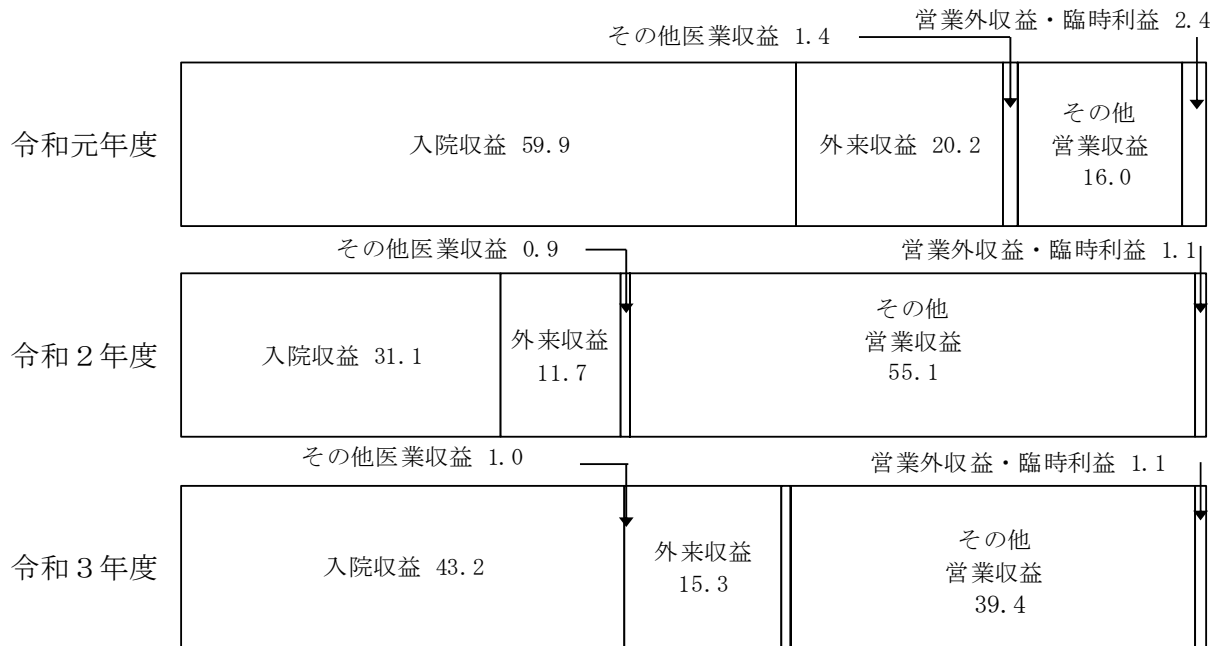 営業外収益・臨時利益 2.4
その他医業収益 1.4
令和元年度
入院収益 59.9
外来収益 20.2
その他
営業収益
16.0
その他医業収益 0.9
営業外収益・臨時利益 1.1
令和２年度
入院収益 31.1
外来収益
11.7
その他
営業収益
55.1
その他医業収益 1.0
営業外収益・臨時利益 1.1
令和３年度
入院収益 43.2
外来収益
15.3
その他
営業収益
39.4